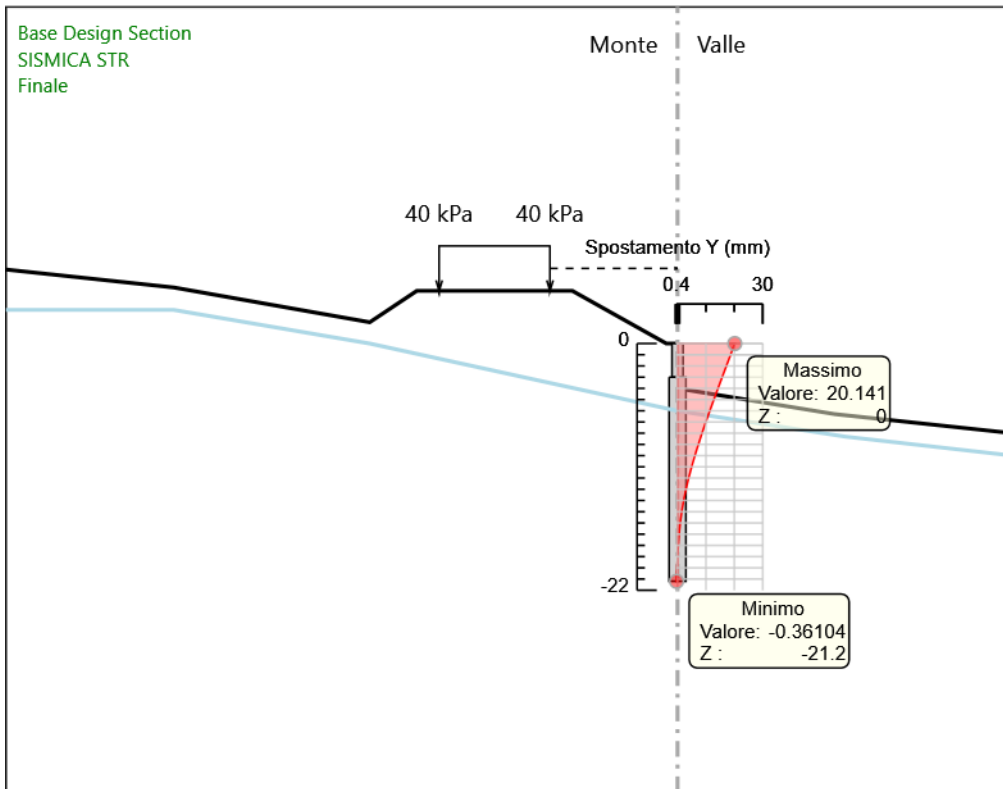 Base Design Section
SISMICA STR
Finale
Monte
Valle
40 kPa
40 kPa
Spostamento Y (mm)
0.4
30
0
Massimo
Valore: 20.141
Z : 0
-22
Minimo
Valore: -0.36104
Z : -21.2